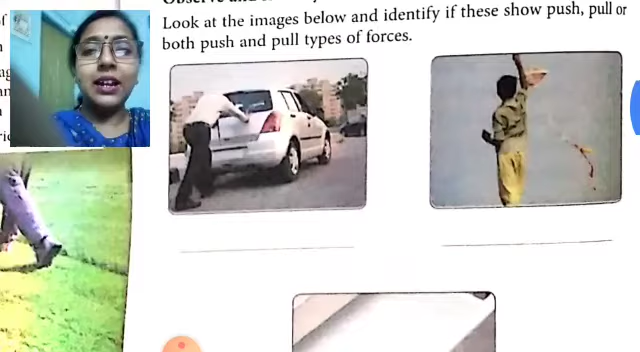 Look at the images below and identify if these show push, pull or
both push and pull types of forces.